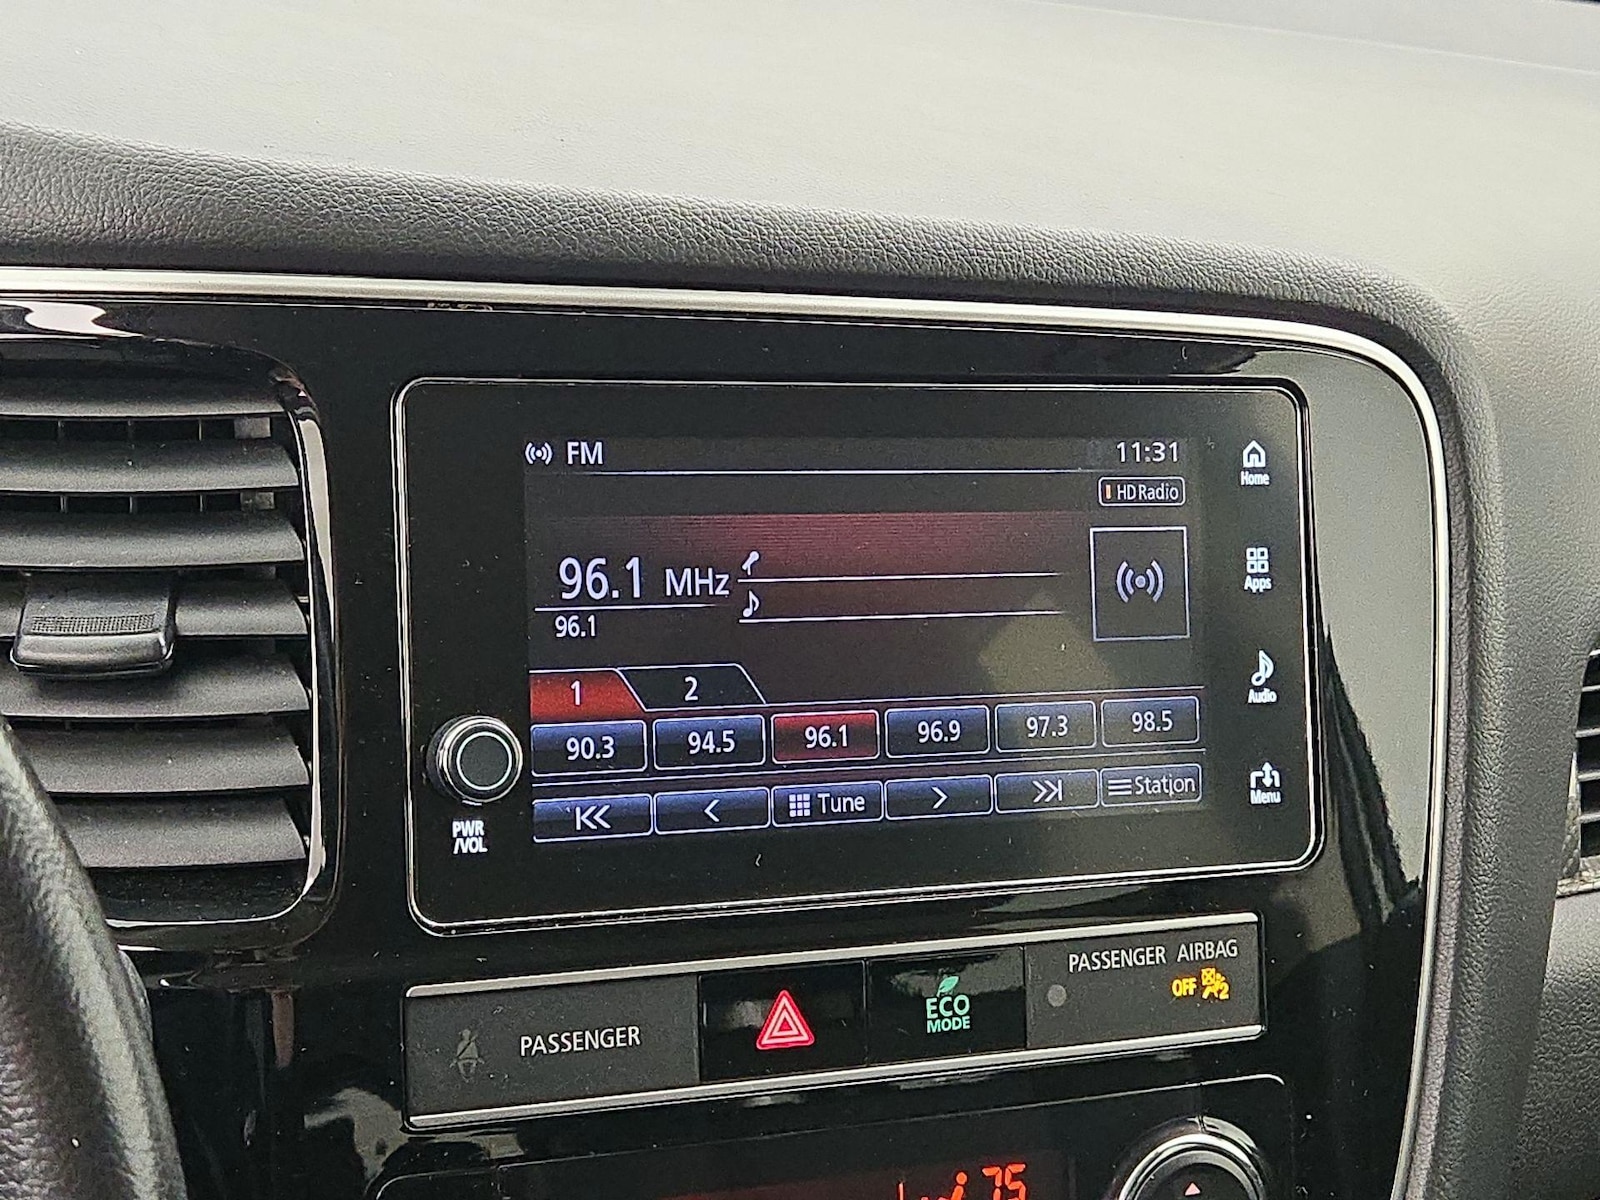 FM 11:31
HD Radio
Home
96.1 MHz
96.1
Apps
1 2
Audio
90.3 94.5 96.1 96.9 97.3 98.5
Tune Station
Menu
PWR
/VOL
PASSENGER
ECO
MODE
PASSENGER AIRBAG
OFF 2
75